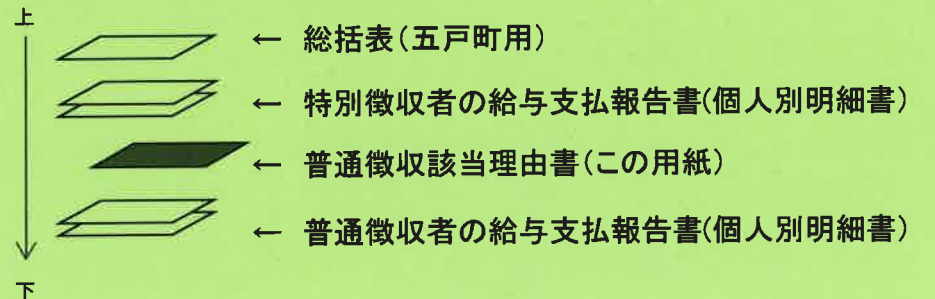 上
← 総括表(五戸町用)
← 特別徴収者の給与支払報告書(個人別明細書)
← 普通徴収該当理由書(この用紙)
← 普通徴収者の給与支払報告書(個人別明細書)
下